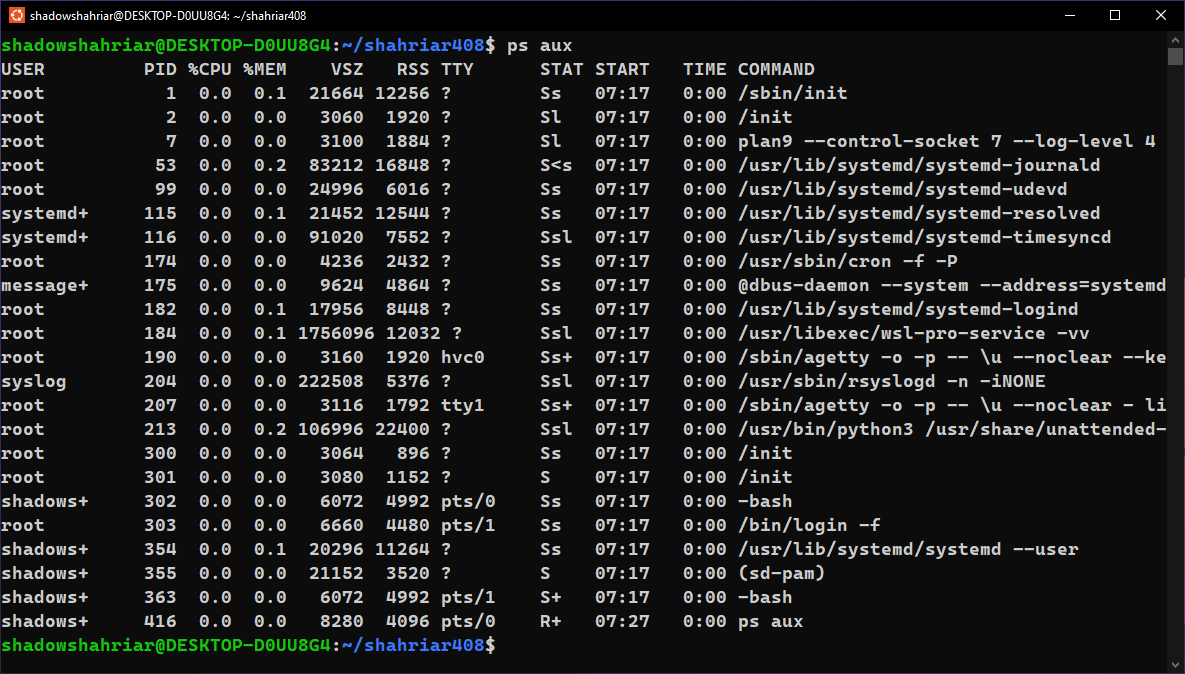 shadowshahriar@DESKTOP-D0UU8G4: ~/shahriar408
shadowshahriar@DESKTOP-D0UU8G4:~/shahriar408$ ps aux
USER         PID %CPU %MEM    VSZ   RSS TTY      STAT START   TIME COMMAND
root           1  0.0  0.1  21664 12256 ?        Ss   07:17   0:00 /sbin/init
root           2  0.0  0.0   3060  1920 ?        Sl   07:17   0:00 /init
root           7  0.0  0.0   3100  1884 ?        Sl   07:17   0:00 plan9 --control-socket 7 --log-level 4
root          53  0.0  0.2  83212 16848 ?        S<s  07:17   0:00 /usr/lib/systemd/systemd-journald
root          99  0.0  0.0  24996  6016 ?        Ss   07:17   0:00 /usr/lib/systemd/systemd-udevd
systemd+     115  0.0  0.1  21452 12544 ?        Ss   07:17   0:00 /usr/lib/systemd/systemd-resolved
systemd+     116  0.0  0.0  91020  7552 ?        Ssl  07:17   0:00 /usr/lib/systemd/systemd-timesyncd
root         174  0.0  0.0   4236  2432 ?        Ss   07:17   0:00 /usr/sbin/cron -f -P
message+     175  0.0  0.0   9624  4864 ?        Ss   07:17   0:00 @dbus-daemon --system --address=systemd
root         182  0.0  0.1  17956  8448 ?        Ss   07:17   0:00 /usr/lib/systemd/systemd-logind
root         184  0.0  0.1 1756096 12032 ?       Ssl  07:17   0:00 /usr/libexec/wsl-pro-service -vv
root         190  0.0  0.0   3160  1920 hvc0     Ss+  07:17   0:00 /sbin/agetty -o -p -- \u --noclear --ke
syslog       204  0.0  0.0 222508  5376 ?        Ssl  07:17   0:00 /usr/sbin/rsyslogd -n -iNONE
root         207  0.0  0.0   3116  1792 tty1     Ss+  07:17   0:00 /sbin/agetty -o -p -- \u --noclear - li
root         213  0.0  0.2 106996 22400 ?        Ssl  07:17   0:00 /usr/bin/python3 /usr/share/unattended-
root         300  0.0  0.0   3064   896 ?        Ss   07:17   0:00 /init
root         301  0.0  0.0   3080  1152 ?        S    07:17   0:00 /init
shadows+     302  0.0  0.0   6072  4992 pts/0    Ss   07:17   0:00 -bash
root         303  0.0  0.0   6660  4480 pts/1    Ss   07:17   0:00 /bin/login -f
shadows+     354  0.0  0.1  20296 11264 ?        Ss   07:17   0:00 /usr/lib/systemd/systemd --user
shadows+     355  0.0  0.0  21152  3520 ?        S    07:17   0:00 (sd-pam)
shadows+     363  0.0  0.0   6072  4992 pts/1    S+   07:17   0:00 -bash
shadows+     416  0.0  0.0   8280  4096 pts/0    R+   07:27   0:00 ps aux
shadowshahriar@DESKTOP-D0UU8G4:~/shahriar408$